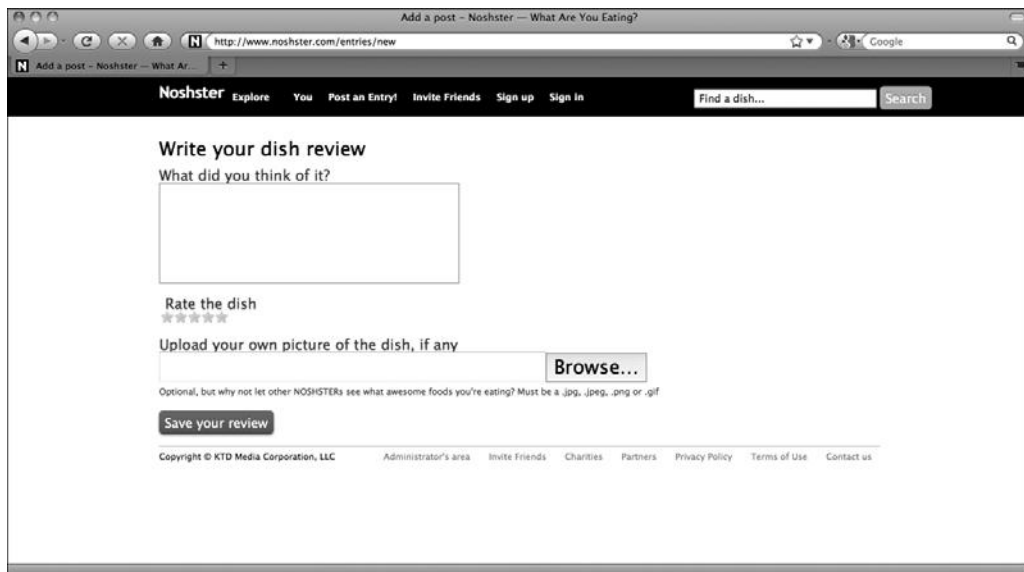 Add a post – Noshster — What Are You Eating?
N http://www.noshster.com/entries/new Google
N Add a post – Noshster — What Ar... +
Noshster Explore You Post an Entry! Invite Friends Sign up Sign in Find a dish... Search
Write your dish review
What did you think of it?
Rate the dish
Upload your own picture of the dish, if any
Browse...
Optional, but why not let other NOSHSTERs see what awesome foods you're eating? Must be a .jpg, .jpeg, .png or .gif
Save your review
Copyright © KTD Media Corporation, LLC Administrator's area Invite Friends Charities Partners Privacy Policy Terms of Use Contact us